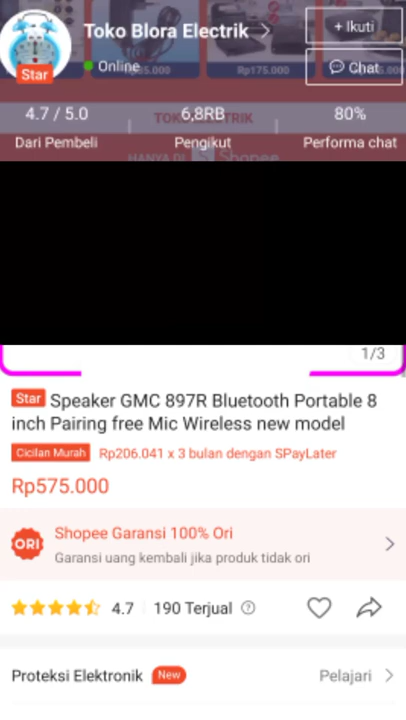 Toko Blora Electrik
+ Ikuti
Star
Online
Rp175.000
Chat
4.7 / 5.0
6,8RB
80%
Dari Pembeli
Pengikut
Performa chat
HANYA DI Shopee
1/3
Star Speaker GMC 897R Bluetooth Portable 8
inch Pairing free Mic Wireless new model
Cicilan Murah Rp206.041 x 3 bulan dengan SPayLater
Rp575.000
ORI
Shopee Garansi 100% Ori
Garansi uang kembali jika produk tidak ori
4.7
190 Terjual
Proteksi Elektronik New
Pelajari